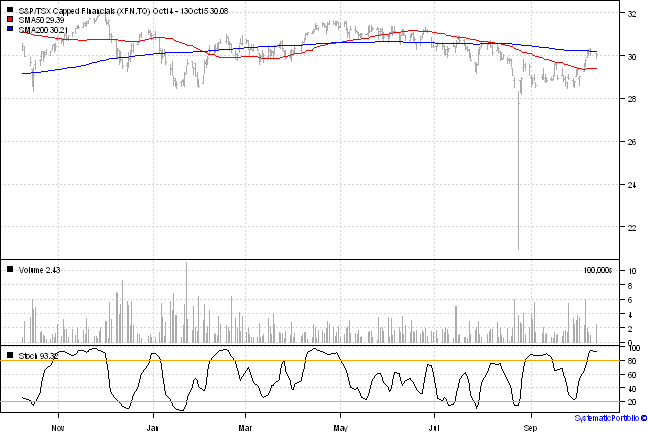 S&P/TSX Capped Financials (XFN.TO) Oct14 - 13Oct15 30.08
SMA50 29.39
SMA200 30.21
32
30
28
26
24
22
Volume 2.43
100,000s
10
8
6
4
2
0
Stoch 93.36
100
80
60
40
20
Nov Jan Mar May Jul Sep
SystematicPortfolio ©